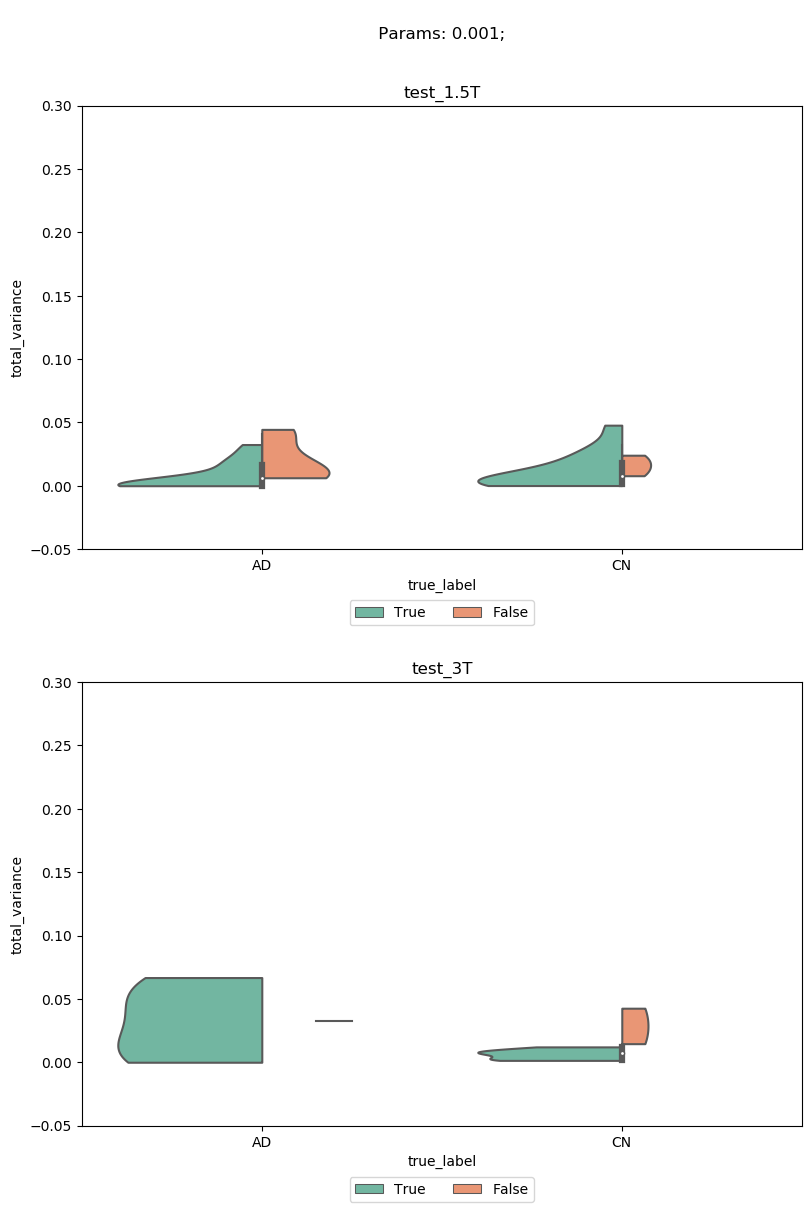 Params: 0.001;
test_1.5T
0.30
0.25
0.20
0.15
0.10
0.05
0.00
−0.05
total_variance
AD CN
true_label
True False
test_3T
0.30
0.25
0.20
0.15
0.10
0.05
0.00
−0.05
total_variance
AD CN
true_label
True False